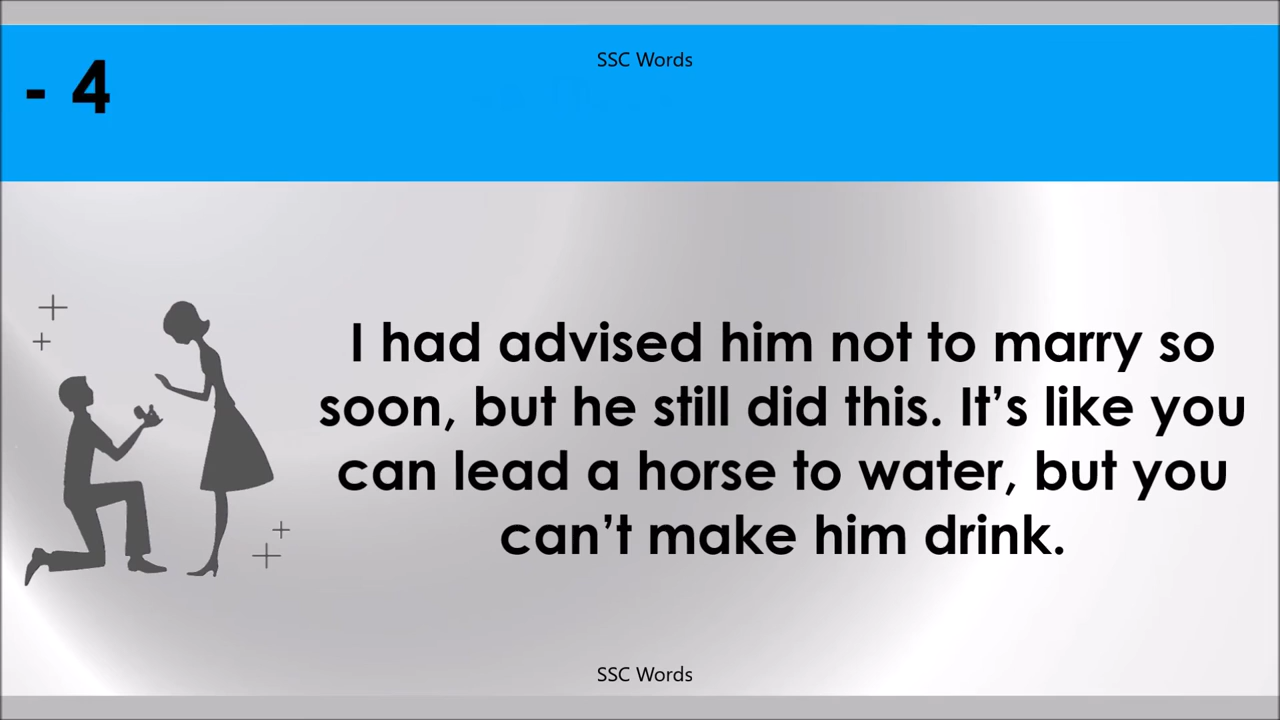 SSC Words
- 4
I had advised him not to marry so
soon, but he still did this. It’s like you
can lead a horse to water, but you
can’t make him drink.
SSC Words